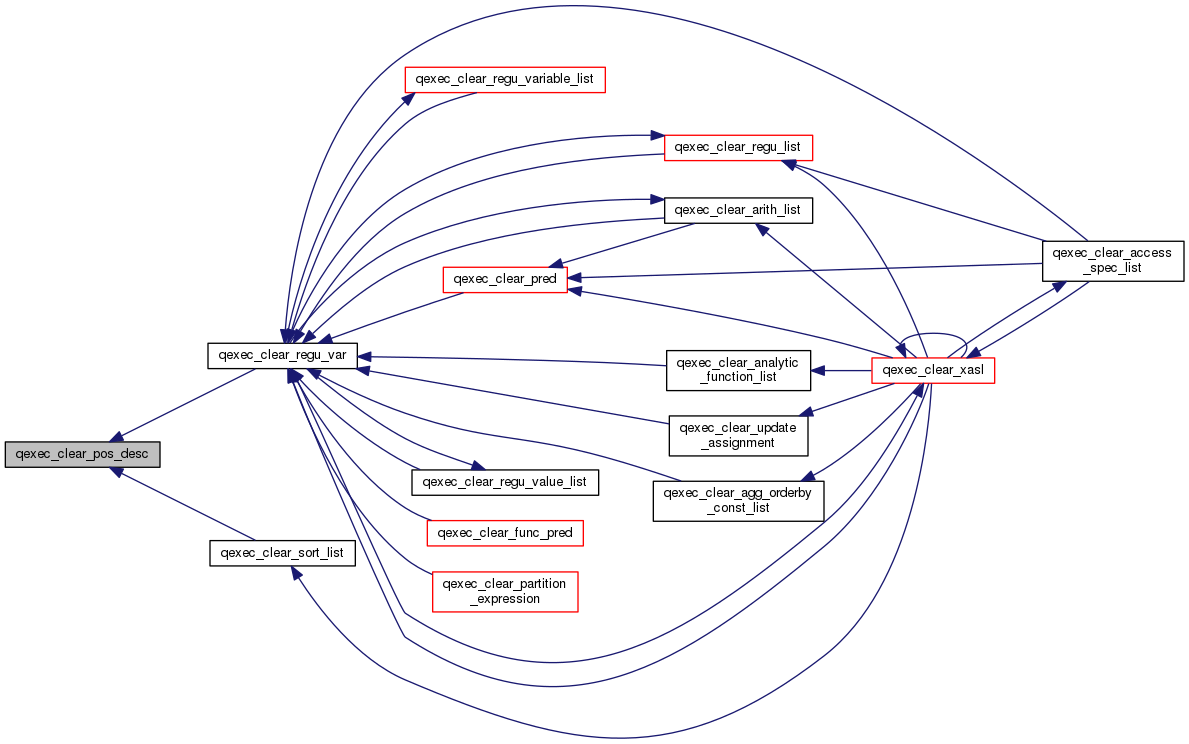 qexec_clear_regu_variable_list
qexec_clear_regu_list
qexec_clear_arith_list
qexec_clear_access
_spec_list
qexec_clear_pred
qexec_clear_regu_var
qexec_clear_analytic
_function_list
qexec_clear_xasl
qexec_clear_update
_assignment
qexec_clear_pos_desc
qexec_clear_regu_value_list
qexec_clear_agg_orderby
_const_list
qexec_clear_func_pred
qexec_clear_sort_list
qexec_clear_partition
_expression